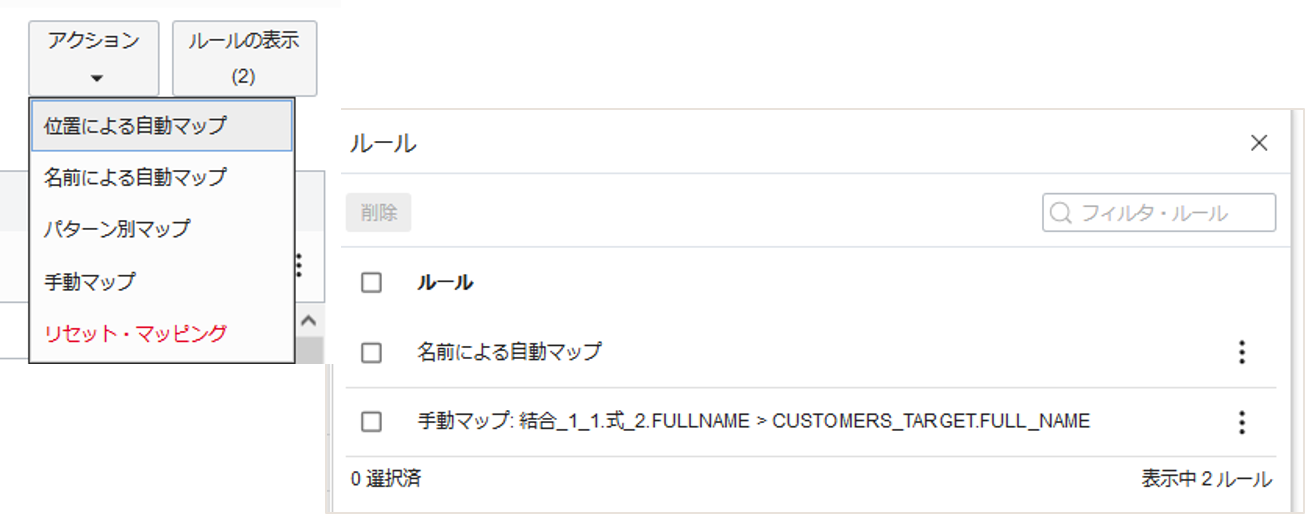 アクション
ルールの表示
(2)
位置による自動マップ
名前による自動マップ
パターン別マップ
手動マップ
リセット・マッピング
ルール
削除
フィルタ・ルール
ルール
名前による自動マップ
手動マップ: 結合_1_1.式_2.FULLNAME > CUSTOMERS_TARGET.FULL_NAME
0 選択済
表示中 2 ルール